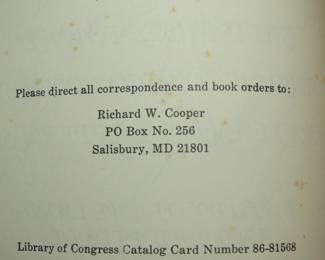 Please direct all correspondence and book orders to:
Richard W. Cooper
PO Box No. 256
Salisbury, MD 21801
Library of Congress Catalog Card Number 86-81568